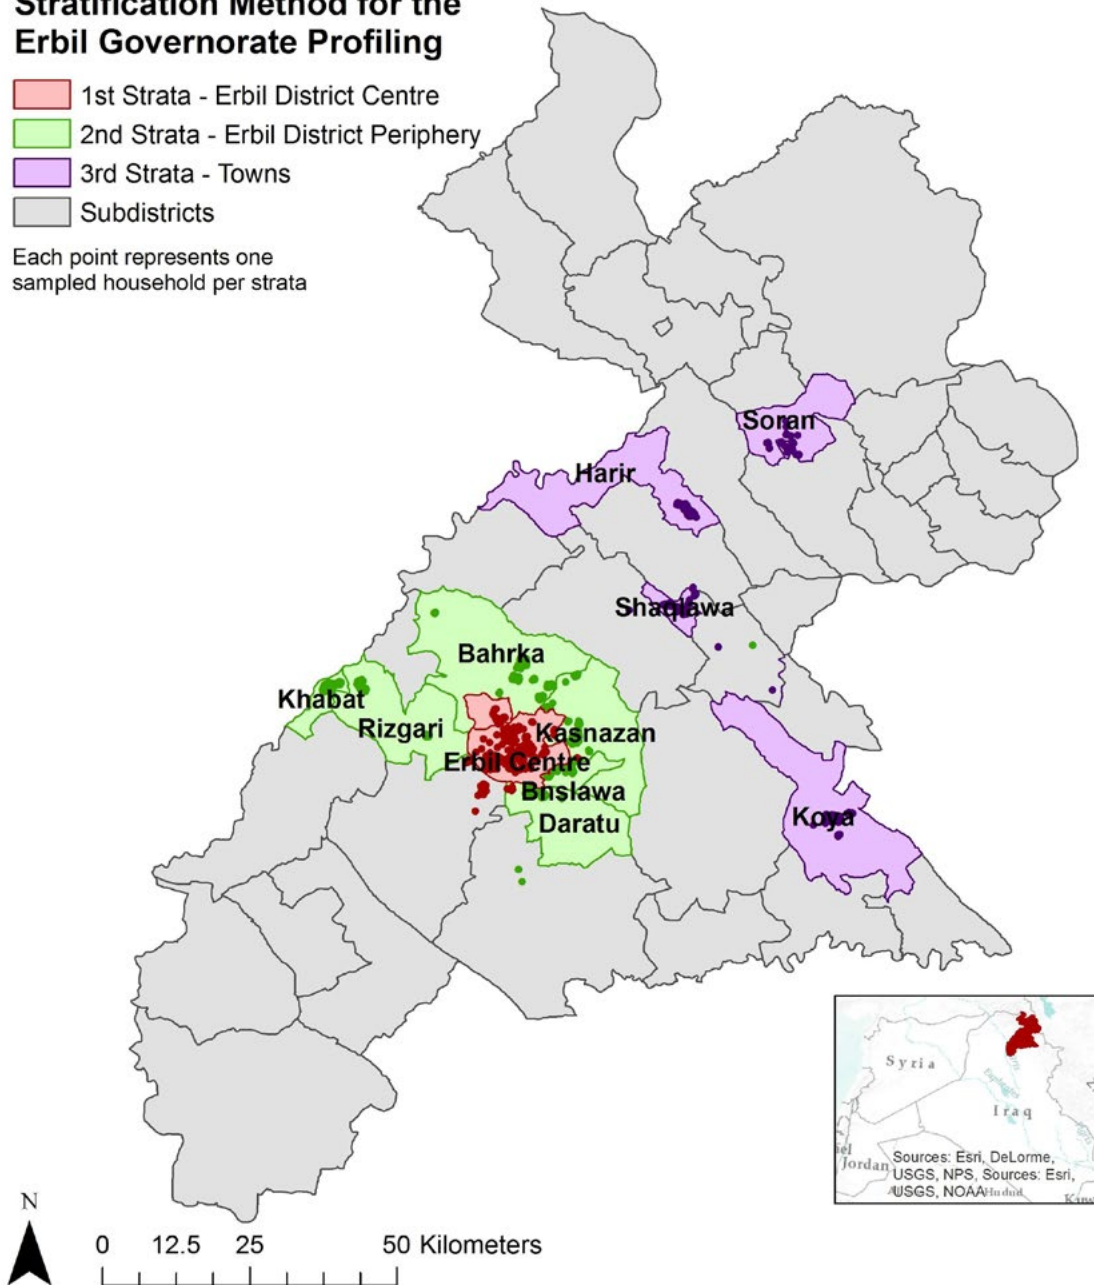 Stratification Method for the
Erbil Governorate Profiling
1st Strata - Erbil District Centre
2nd Strata - Erbil District Periphery
3rd Strata - Towns
Subdistricts
Each point represents one
sampled household per strata
Soran
Harir
Shaqlawa
Bahrka
Khabat
Rizgari
Kasnazan
Erbil Centre
Bnslawa
Daratu
Koya
Syria
Iraq
Jordan
Sources: Esri, DeLorme,
USGS, NPS, Sources: Esri,
USGS, NOAA
N
0 12.5 25 50 Kilometers